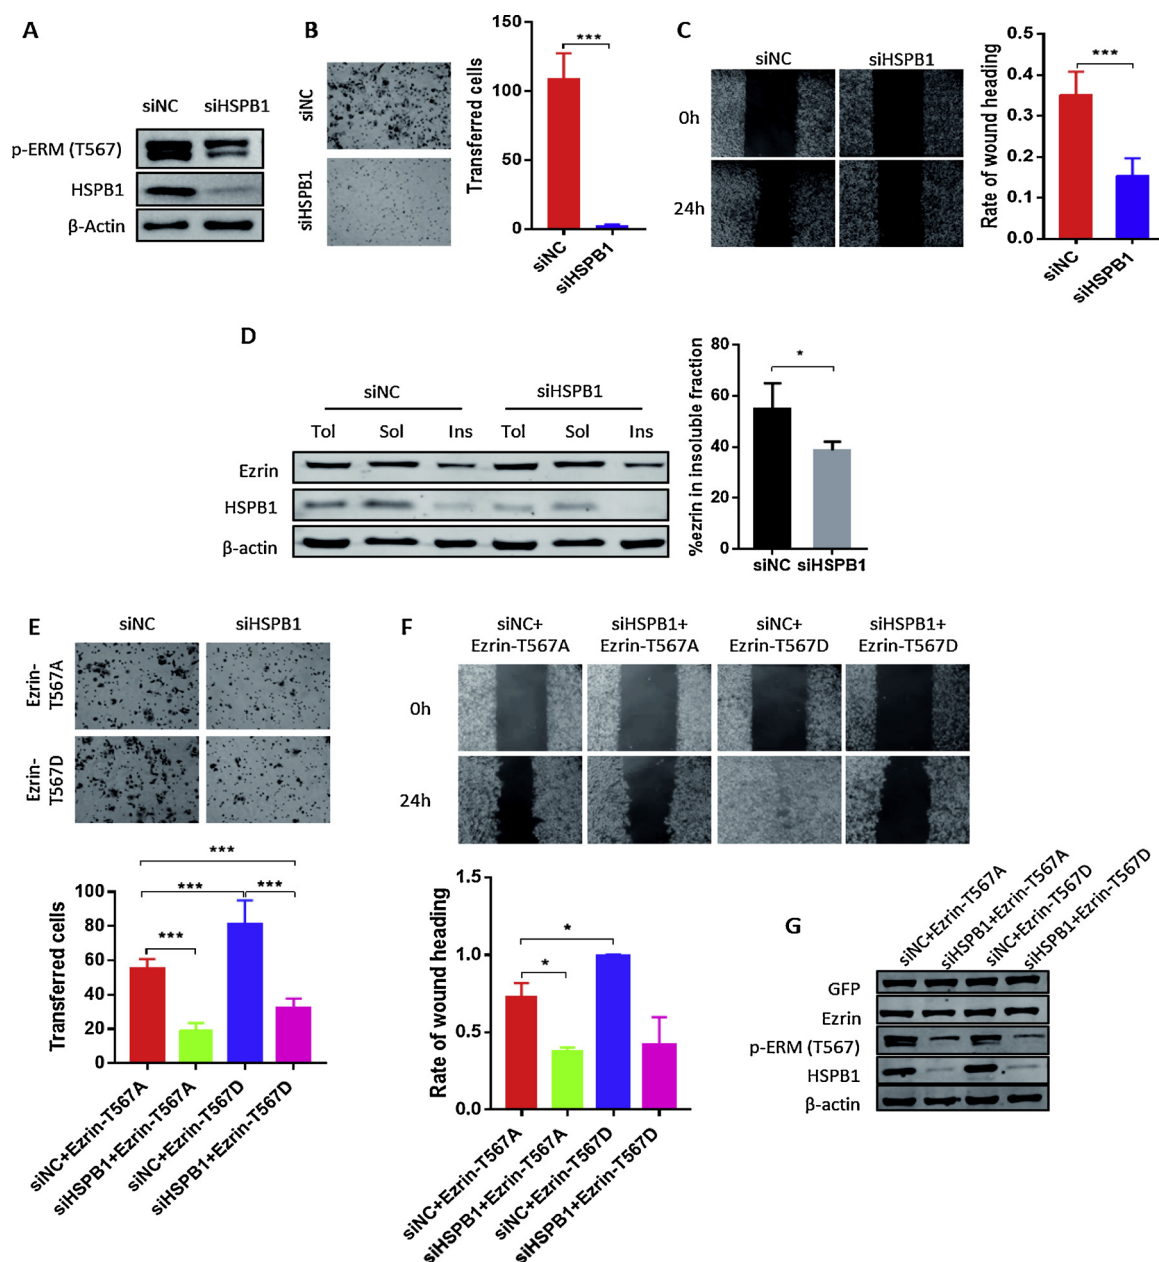 A
siNC siHSPB1
p-ERM (T567)
HSPB1
β-Actin
B
siNC
siHSPB1
Transferred cells
150
100
50
0
***
siNC
siHSPB1
C
siNC siHSPB1
0h
24h
Rate of wound heading
0.5
0.4
0.3
0.2
0.1
0.0
***
siNC
siHSPB1
D
siNC siHSPB1
Tol Sol Ins Tol Sol Ins
Ezrin
HSPB1
β-actin
%ezrin in insoluble fraction
80
60
40
20
0
*
siNC siHSPB1
E
siNC siHSPB1
Ezrin-
T567A
Ezrin-
T567D
Transferred cells
100
80
60
40
20
0
***
*** ***
***
siNC+Ezrin-T567A
siHSPB1+Ezrin-T567A
siNC+Ezrin-T567D
siHSPB1+Ezrin-T567D
F
siNC+ siHSPB1+ siNC+ siHSPB1+
Ezrin-T567A Ezrin-T567A Ezrin-T567D Ezrin-T567D
0h
24h
Rate of wound heading
1.5
1.0
0.5
0.0
*
*
siNC+Ezrin-T567A
siHSPB1+Ezrin-T567A
siNC+Ezrin-T567D
siHSPB1+Ezrin-T567D
G
siNC+Ezrin-T567A
siHSPB1+Ezrin-T567A
siNC+Ezrin-T567D
siHSPB1+Ezrin-T567D
GFP
Ezrin
p-ERM (T567)
HSPB1
β-actin